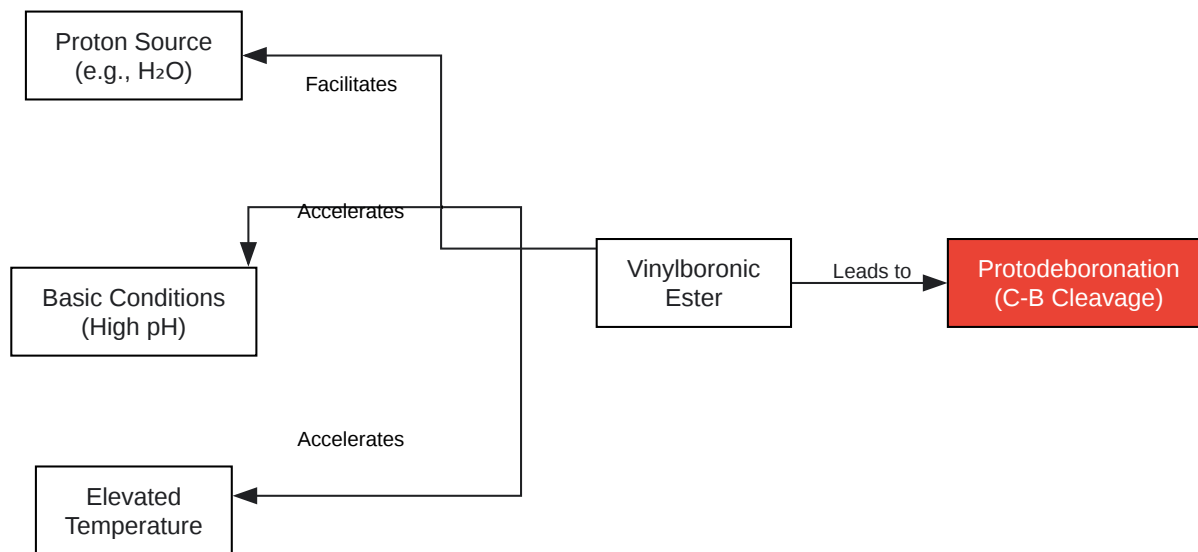 Proton Source
(e.g., H₂O)
Facilitates
Accelerates
Basic Conditions
(High pH)
Vinylboronic
Ester
Leads to
Protodeboronation
(C-B Cleavage)
Accelerates
Elevated
Temperature